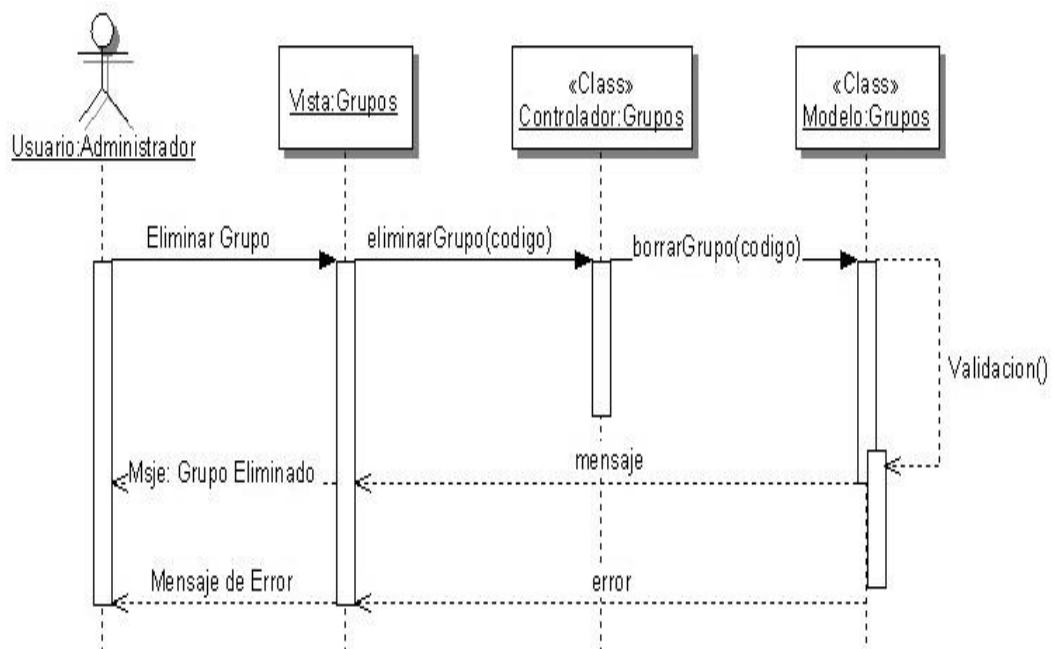 Usuario:Administrador
Vista:Grupos
«Class»
Controlador:Grupos
«Class»
Modelo:Grupos
Eliminar Grupo
eliminarGrupo(codigo)
borrarGrupo(codigo)
Validacion()
Msje: Grupo Eliminado
mensaje
Mensaje de Error
error